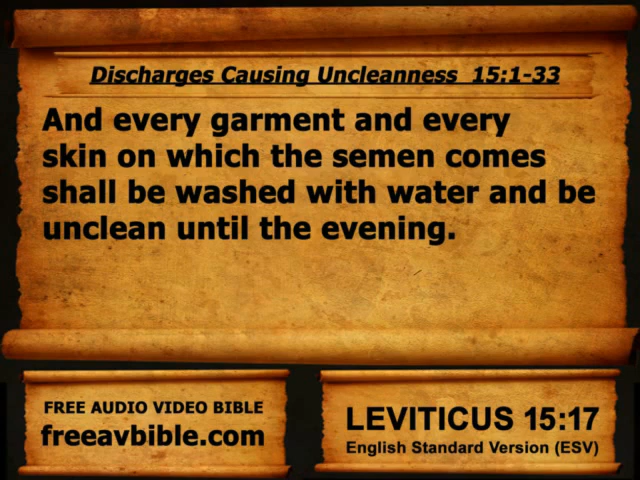 Discharges Causing Uncleanness 15:1-33
And every garment and every
skin on which the semen comes
shall be washed with water and be
unclean until the evening.
FREE AUDIO VIDEO BIBLE
freeavbible.com
LEVITICUS 15:17
English Standard Version (ESV)